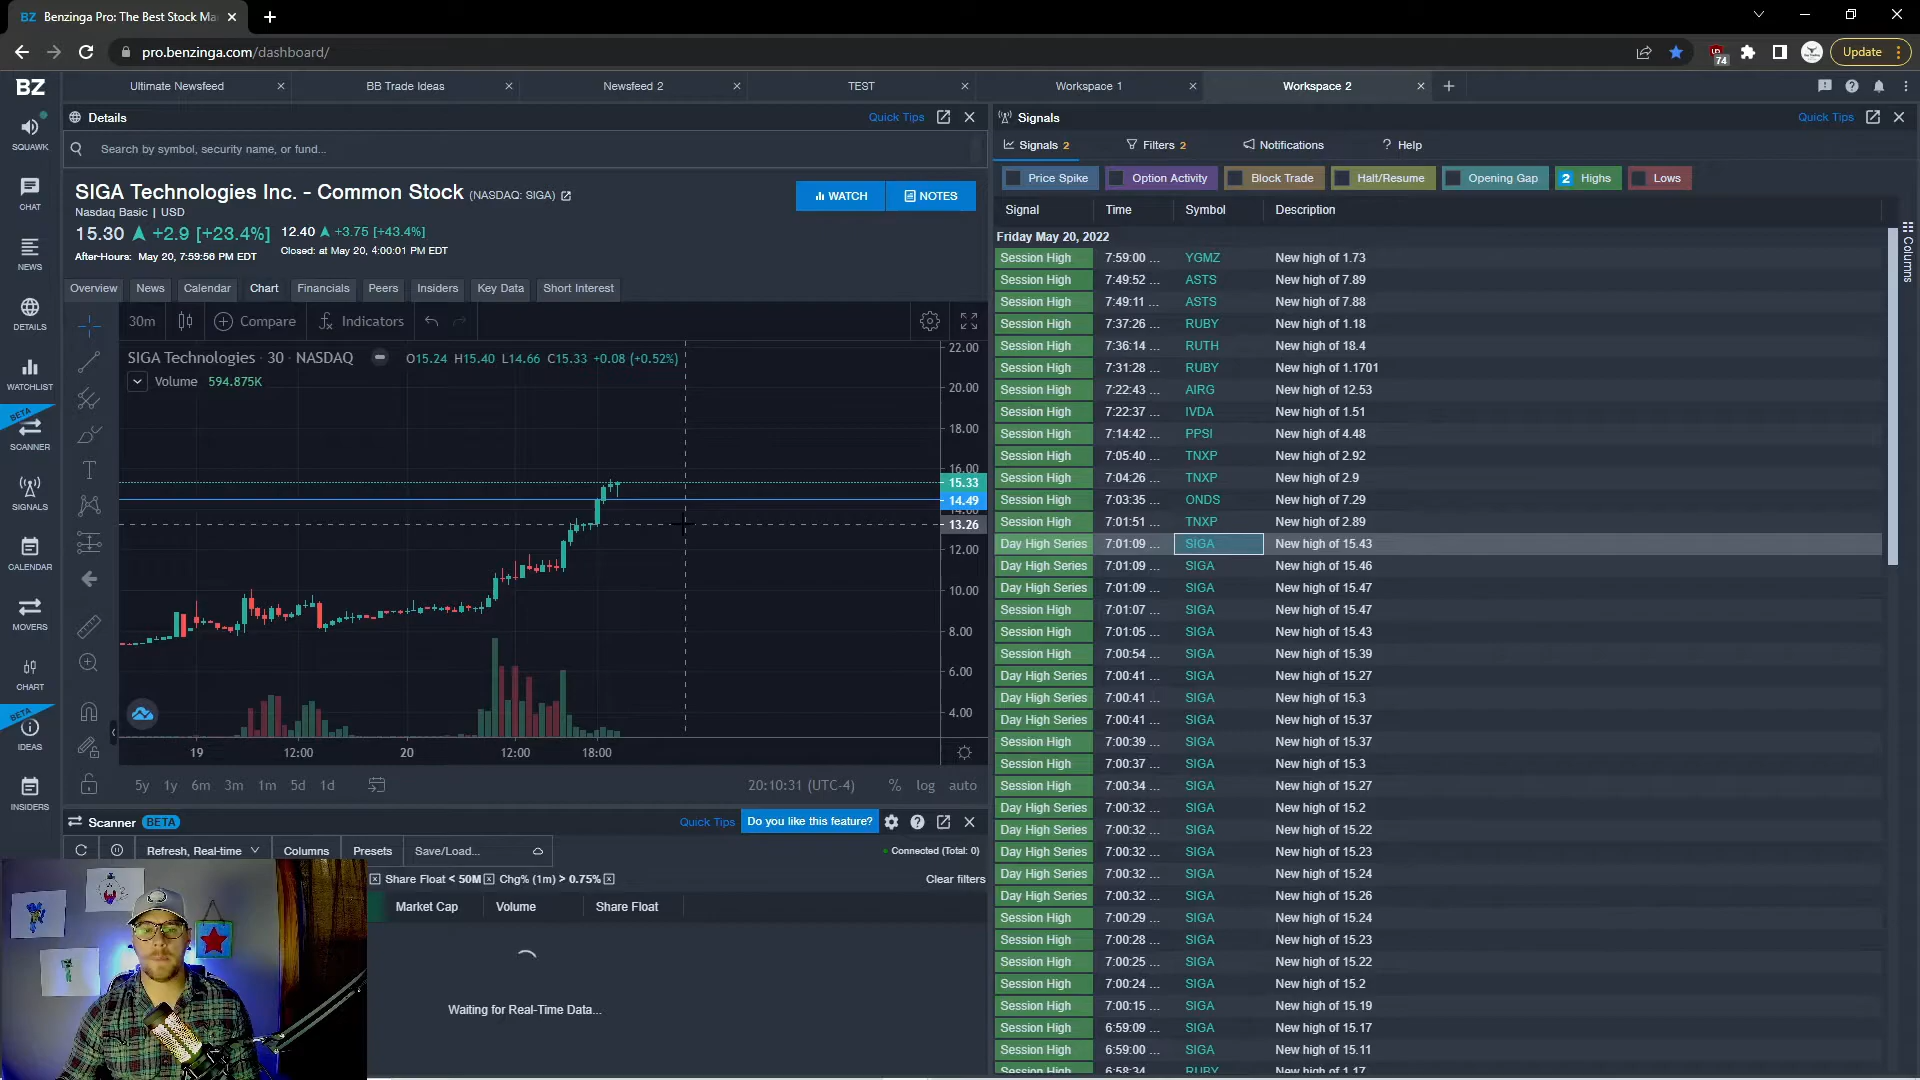 BZ Benzinga Pro: The Best Stock Ma
pro.benzinga.com/dashboard/
74
Update
BZ
Ultimate Newsfeed
BB Trade Ideas
Newsfeed 2
TEST
Workspace 1
Workspace 2
SQUAWK
CHAT
NEWS
DETAILS
WATCHLIST
BETA
SCANNER
SIGNALS
CALENDAR
MOVERS
CHART
BETA
IDEAS
INSIDERS
Details
Quick Tips
Search by symbol, security name, or fund...
SIGA Technologies Inc. - Common Stock (NASDAQ: SIGA)
WATCH
NOTES
Nasdaq Basic | USD
15.30 ▲ +2.9 [+23.4%] 12.40 ▲ +3.75 [+43.4%]
After-Hours: May 20, 7:59:56 PM EDT
Closed: at May 20, 4:00:01 PM EDT
Overview News Calendar Chart Financials Peers Insiders Key Data Short Interest
30m Compare Indicators
SIGA Technologies · 30 · NASDAQ O15.24 H15.40 L14.66 C15.33 +0.08 (+0.52%)
Volume 594.875K
22.00
20.00
18.00
16.00
15.33
14.49
13.26
12.00
10.00
8.00
6.00
4.00
19 12:00 20 12:00 18:00
5y 1y 6m 3m 1m 5d 1d 20:10:31 (UTC-4) % log auto
Scanner BETA Quick Tips Do you like this feature?
Refresh, Real-time Columns Presets Save/Load... Connected (Total: 0)
Share Float < 50M Chg% (1m) > 0.75% Clear filters
Market Cap Volume Share Float
Waiting for Real-Time Data...
Signals
Quick Tips
Signals 2 Filters 2 Notifications ? Help
Price Spike Option Activity Block Trade Halt/Resume Opening Gap 2 Highs Lows
Signal Time Symbol Description
Columns
Friday May 20, 2022
Session High 7:59:00 ... YGMZ New high of 1.73
Session High 7:49:52 ... ASTS New high of 7.89
Session High 7:49:11 ... ASTS New high of 7.88
Session High 7:37:26 ... RUBY New high of 1.18
Session High 7:36:14 ... RUTH New high of 18.4
Session High 7:31:28 ... RUBY New high of 1.1701
Session High 7:22:43 ... AIRG New high of 12.53
Session High 7:22:37 ... IVDA New high of 1.51
Session High 7:14:42 ... PPSI New high of 4.48
Session High 7:05:40 ... TNXP New high of 2.92
Session High 7:04:26 ... TNXP New high of 2.9
Session High 7:03:35 ... ONDS New high of 7.29
Session High 7:01:51 ... TNXP New high of 2.89
Day High Series 7:01:09 ... SIGA New high of 15.43
Day High Series 7:01:09 ... SIGA New high of 15.46
Day High Series 7:01:09 ... SIGA New high of 15.47
Session High 7:01:07 ... SIGA New high of 15.47
Session High 7:01:05 ... SIGA New high of 15.43
Session High 7:00:54 ... SIGA New high of 15.39
Day High Series 7:00:41 ... SIGA New high of 15.27
Day High Series 7:00:41 ... SIGA New high of 15.3
Day High Series 7:00:41 ... SIGA New high of 15.37
Session High 7:00:39 ... SIGA New high of 15.37
Session High 7:00:37 ... SIGA New high of 15.3
Session High 7:00:34 ... SIGA New high of 15.27
Day High Series 7:00:32 ... SIGA New high of 15.2
Day High Series 7:00:32 ... SIGA New high of 15.22
Day High Series 7:00:32 ... SIGA New high of 15.23
Day High Series 7:00:32 ... SIGA New high of 15.24
Day High Series 7:00:32 ... SIGA New high of 15.26
Session High 7:00:29 ... SIGA New high of 15.24
Session High 7:00:28 ... SIGA New high of 15.23
Session High 7:00:25 ... SIGA New high of 15.22
Session High 7:00:24 ... SIGA New high of 15.2
Session High 7:00:15 ... SIGA New high of 15.19
Session High 6:59:09 ... SIGA New high of 15.17
Session High 6:59:00 ... SIGA New high of 15.11
Session High 6:58:34 RUBY New high of 1.17